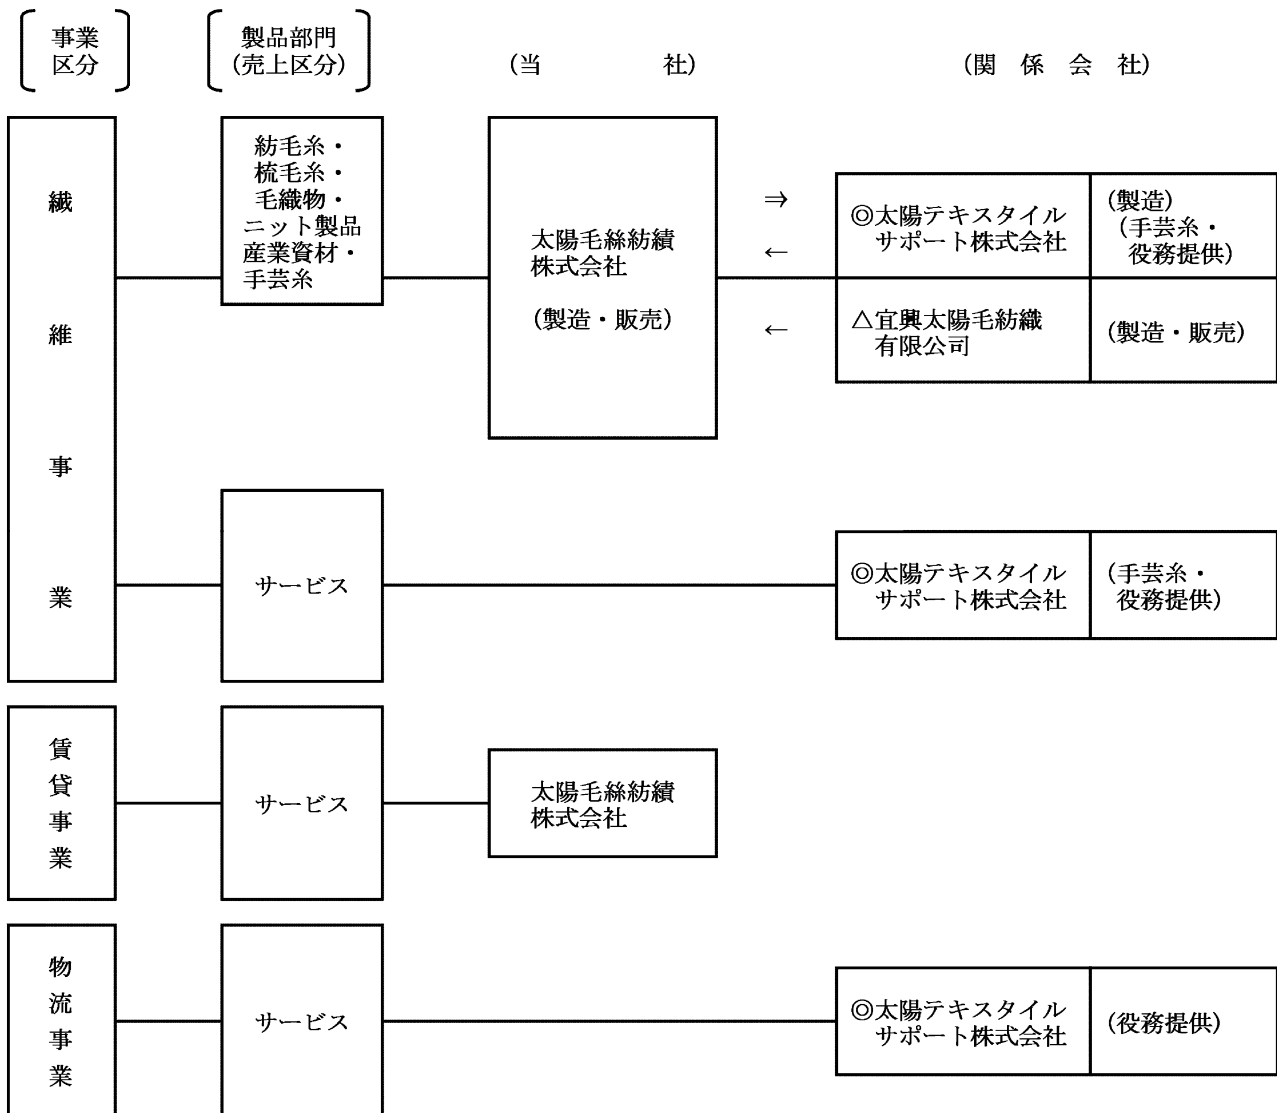 事業
区分
製品部門
(売上区分)
(当　　　　　社)
(関　係　会　社)
繊
維
事
業
紡毛糸・
梳毛糸・
毛織物・
ニット製品
産業資材・
手芸糸
太陽毛絲紡績
株式会社
(製造・販売)
⇒
←
←
◎太陽テキスタイル
サポート株式会社
(製造)
(手芸糸・
役務提供)
△宜興太陽毛紡織
有限公司
(製造・販売)
サービス
◎太陽テキスタイル
サポート株式会社
(手芸糸・
役務提供)
賃
貸
事
業
サービス
太陽毛絲紡績
株式会社
物
流
事
業
サービス
◎太陽テキスタイル
サポート株式会社
(役務提供)